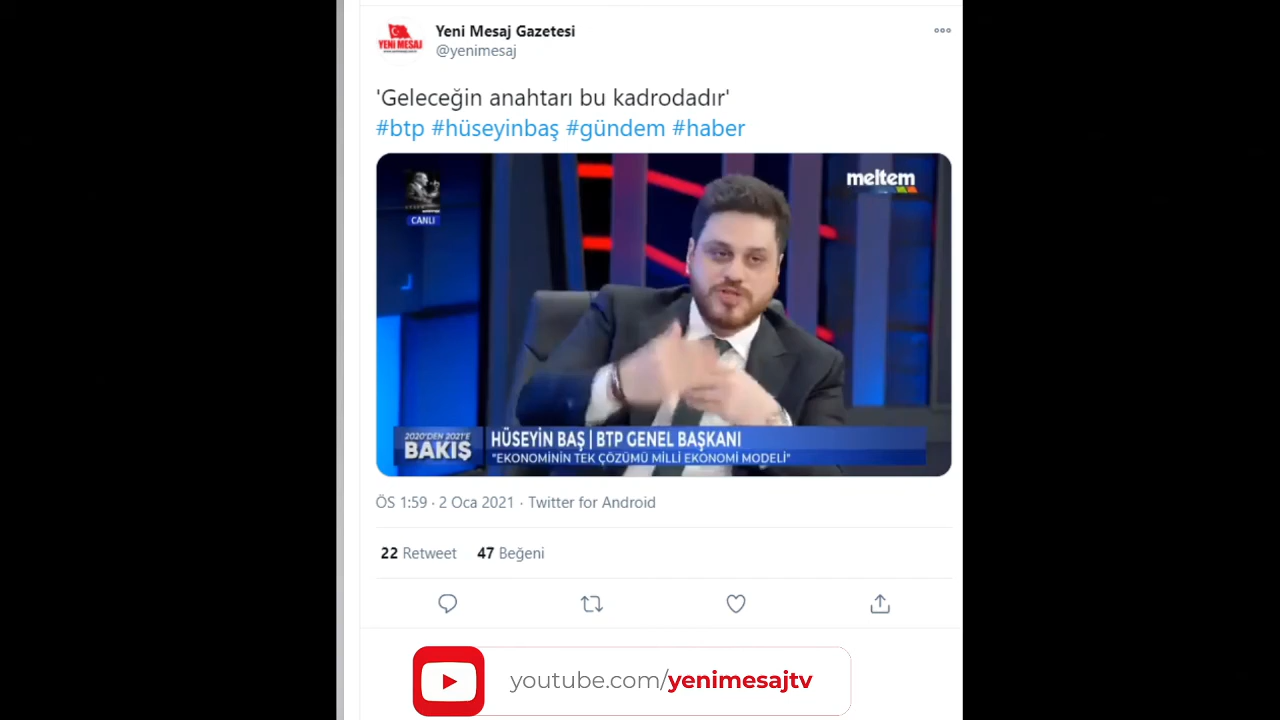 Yeni Mesaj Gazetesi
@yenimesaj
YENİ MESAJ
'Geleceğin anahtarı bu kadrodadır'
#btp #hüseyinbaş #gündem #haber
meltem
CANLI
2020'DEN 2021'E
BAKIŞ
HÜSEYİN BAŞ | BTP GENEL BAŞKANI
"EKONOMİNİN TEK ÇÖZÜMÜ MİLLİ EKONOMİ MODELİ"
ÖS 1:59 · 2 Oca 2021 · Twitter for Android
22 Retweet 47 Beğeni
youtube.com/yenimesajtv